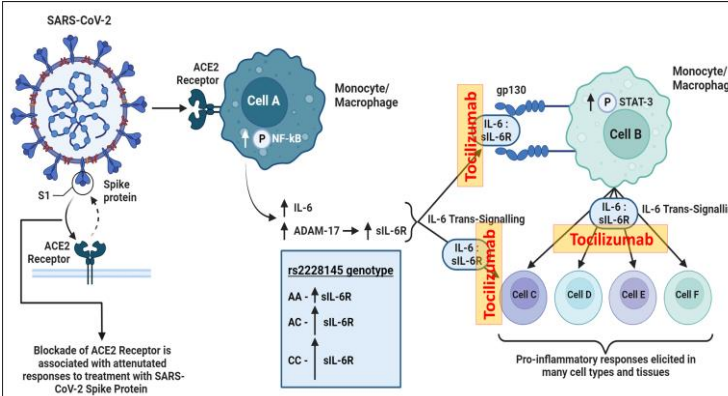 SARS-CoV-2
S1
Spike
protein
ACE2
Receptor
Blockade of ACE2 Receptor is
associated with attenutated
responses to treatment with SARS-
CoV-2 Spike Protein
ACE2
Receptor
Cell A
P NF-kB
Monocyte/
Macrophage
IL-6
ADAM-17 sIL-6R
rs2228145 genotype
AA - sIL-6R
AC - sIL-6R
CC - sIL-6R
IL-6 Trans-Signalling
Tocilizumab
IL-6 :
sIL-6R
gp130
Monocyte/
Macrophag
P STAT-3
Cell B
IL-6 :
sIL-6R
Tocilizumab
IL-6 :
sIL-6R
IL-6 Trans-Signalling
Tocilizumab
Cell C
Cell D
Cell E
Cell F
Pro-inflammatory responses elicited in
many cell types and tissues